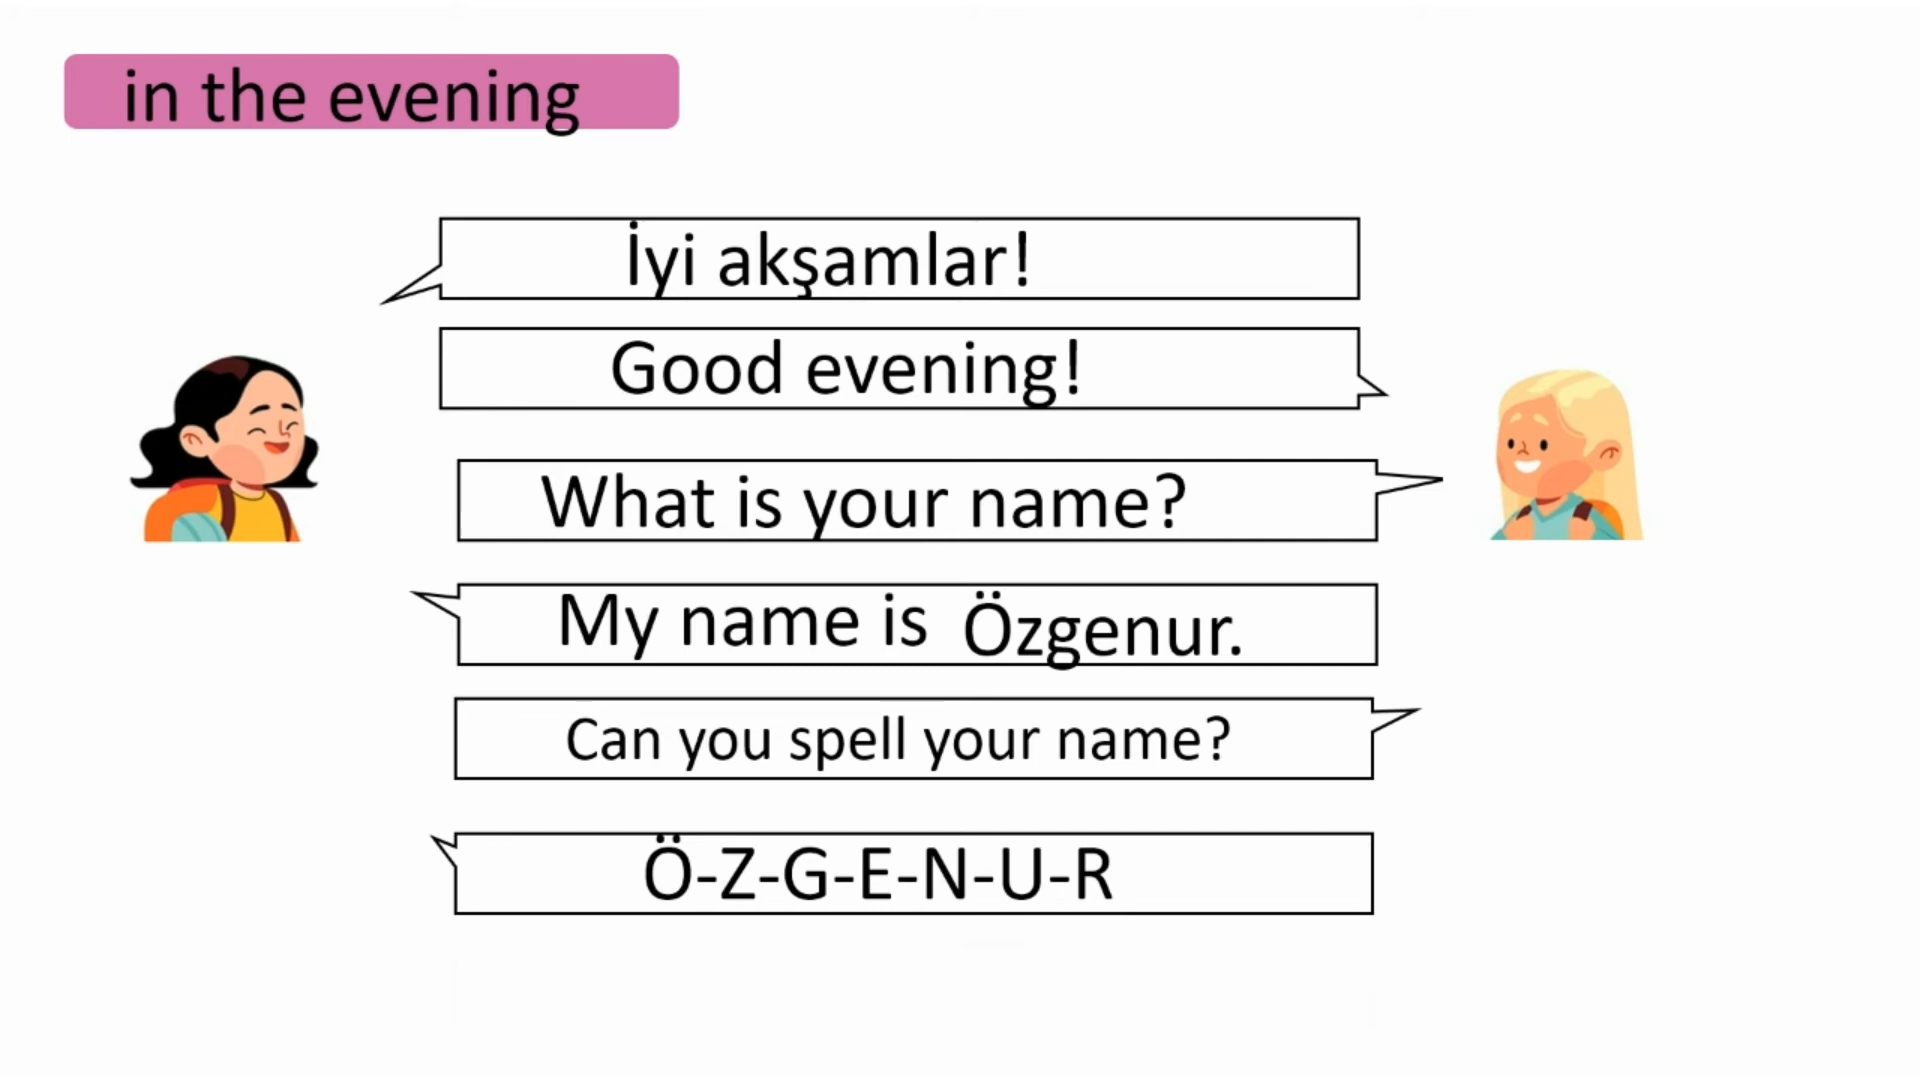 in the evening
İyi akşamlar!
Good evening!
What is your name?
My name is Özgenur.
Can you spell your name?
Ö-Z-G-E-N-U-R